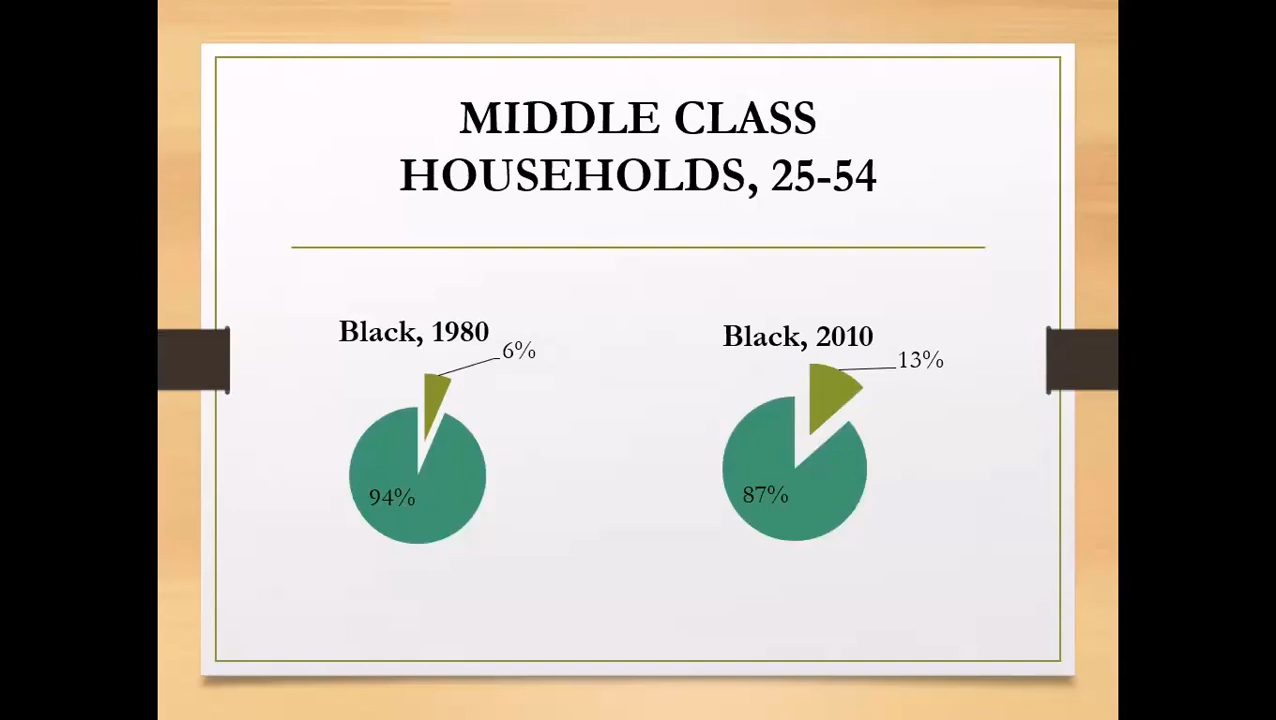 MIDDLE CLASS
HOUSEHOLDS, 25-54
Black, 1980
6%
94%
Black, 2010
13%
87%